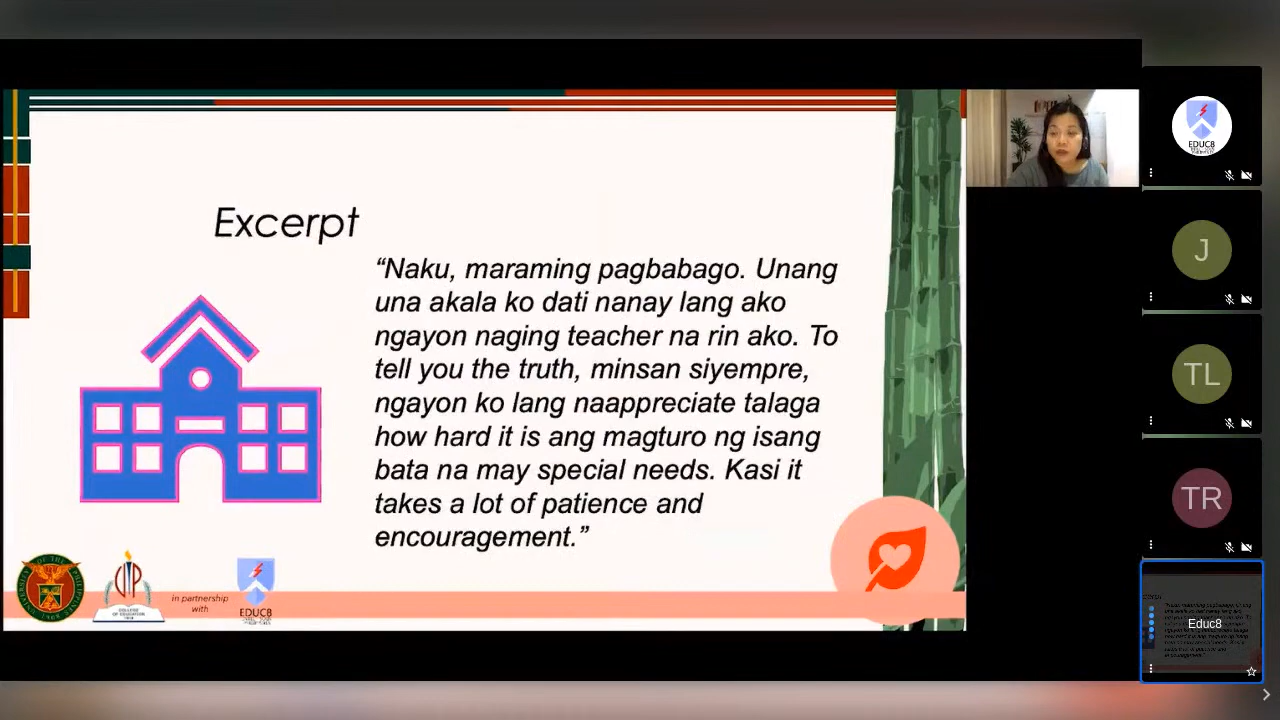 Excerpt
“Naku, maraming pagbabago. Unang
una akala ko dati nanay lang ako
ngayon naging teacher na rin ako. To
tell you the truth, minsan siyempre,
ngayon ko lang naappreciate talaga
how hard it is ang magturo ng isang
bata na may special needs. Kasi it
takes a lot of patience and
encouragement.”
in partnership
with
COLLEGE
OF EDUCATION
EDUC8
EDUC8
J
TL
TR
Educ8